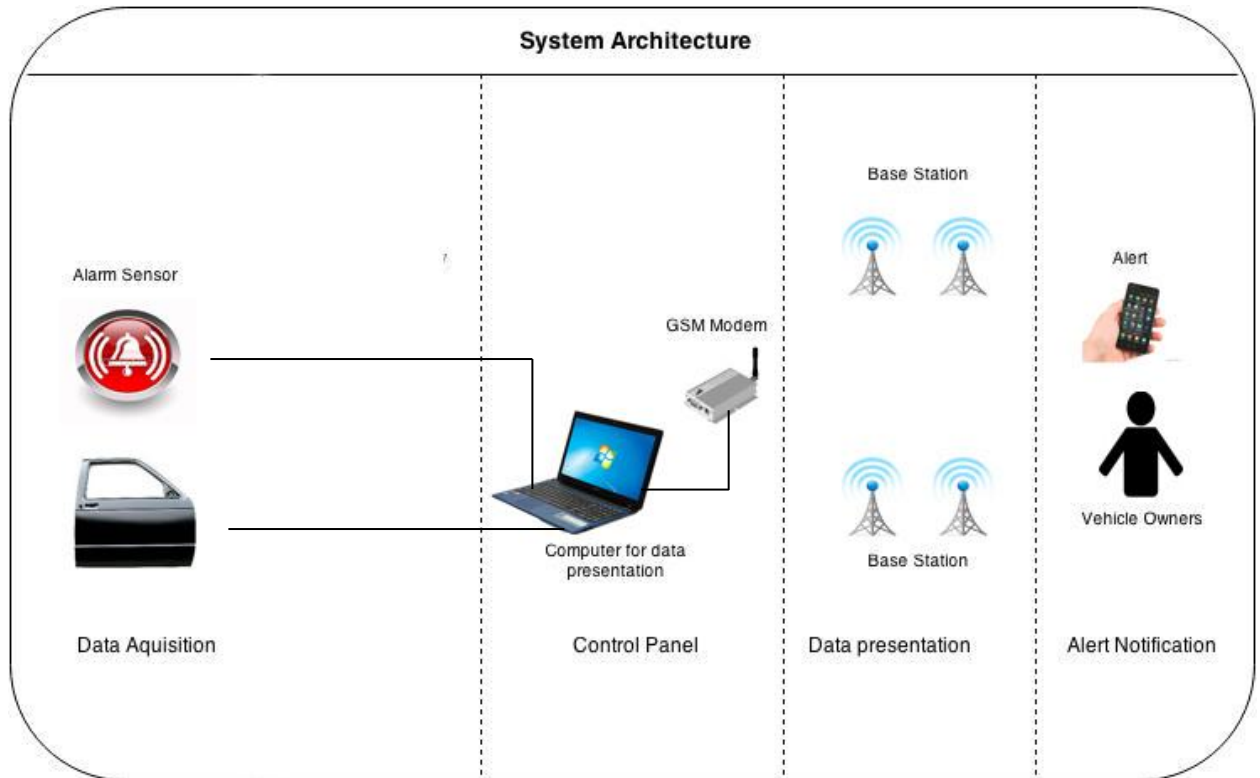 System Architecture
Base Station
Alarm Sensor
Alert
GSM Modem
Vehicle Owners
Computer for data
presentation
Base Station
Data Aquisition
Control Panel
Data presentation
Alert Notification